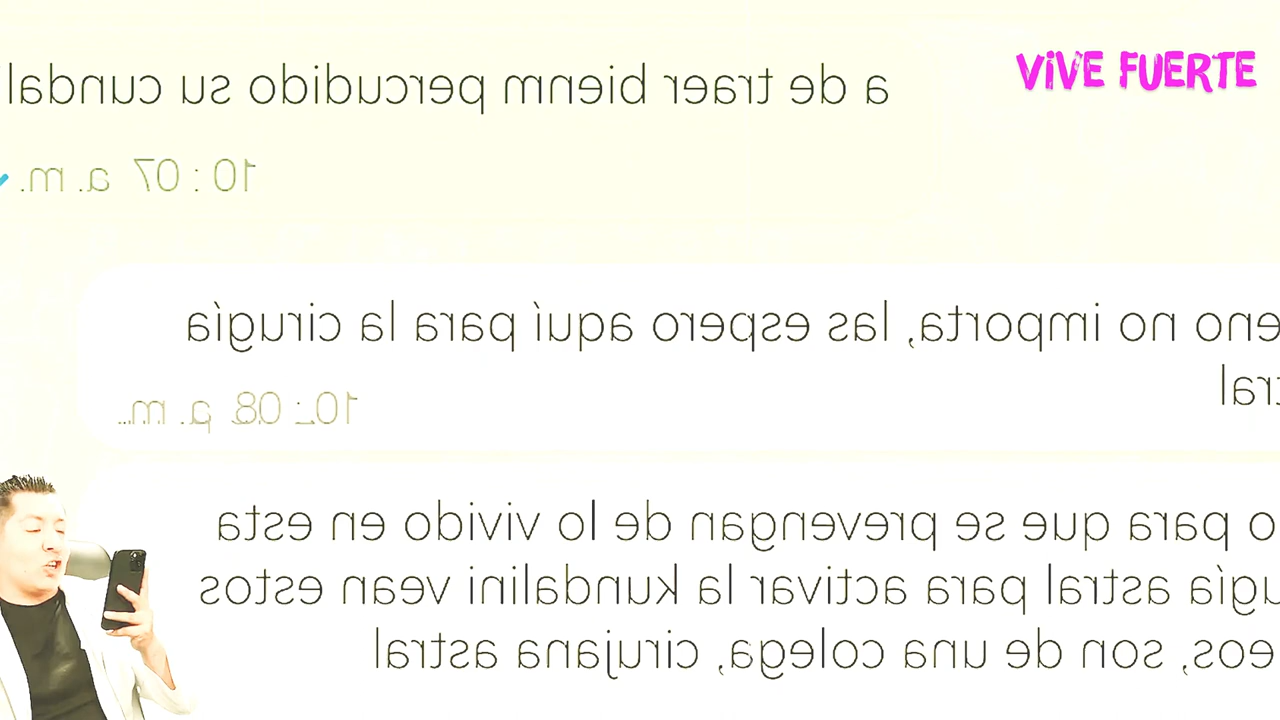 VIVE FUERTE
a de traer bienm percudido su cundal
10:07 a. m.
eno no importa, las espero aquí para la cirugía
tral
10:08 p. m.
o para que se prevengan de lo vivido en esta
ugía astral para activar la kundalini vean estos
eos, son de una colega, cirujana astral